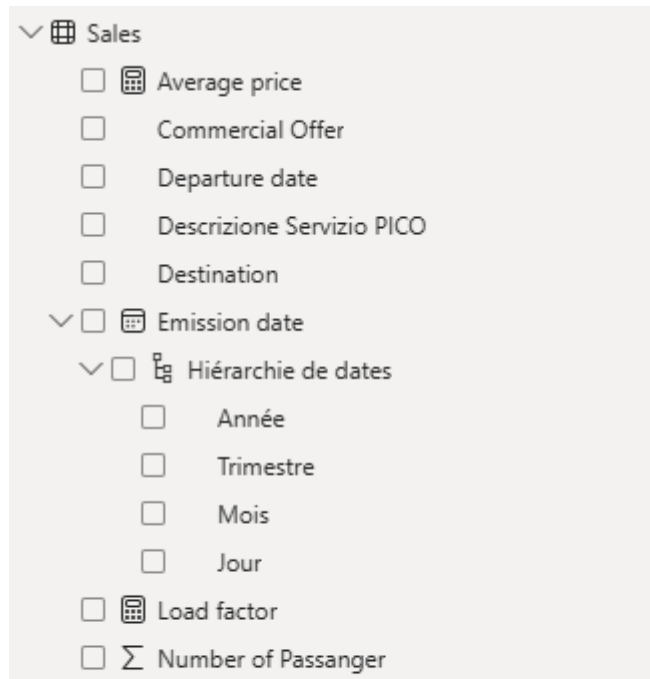 Sales
Average price
Commercial Offer
Departure date
Descrizione Servizio PICO
Destination
Emission date
Hiérarchie de dates
Année
Trimestre
Mois
Jour
Load factor
Number of Passanger